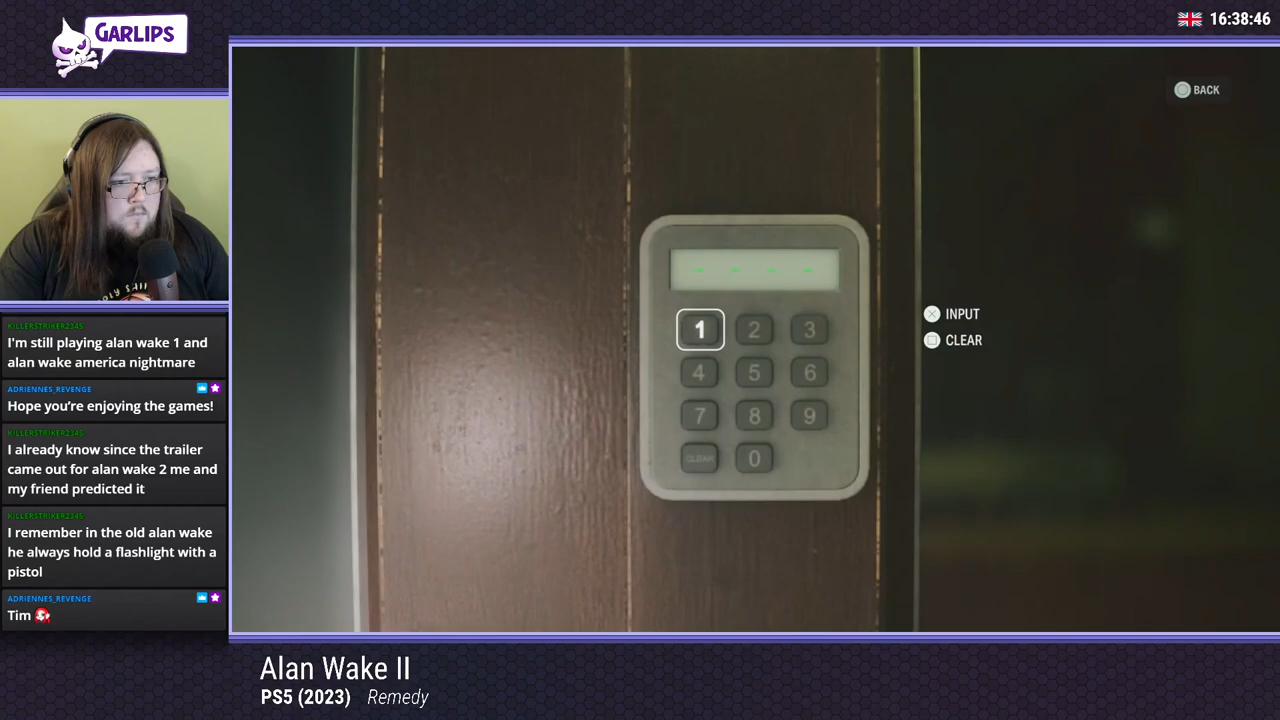 GARLIPS
16:38:46
BACK
1 2 3
4 5 6
7 8 9
CLEAR 0
INPUT
CLEAR
KILLERSTRIKER2345
I'm still playing alan wake 1 and
alan wake america nightmare
ADRIENNES_REVENGE
Hope you're enjoying the games!
KILLERSTRIKER2345
I already know since the trailer
came out for alan wake 2 me and
my friend predicted it
KILLERSTRIKER2345
I remember in the old alan wake
he always hold a flashlight with a
pistol
ADRIENNES_REVENGE
Tim
Alan Wake II
PS5 (2023) Remedy